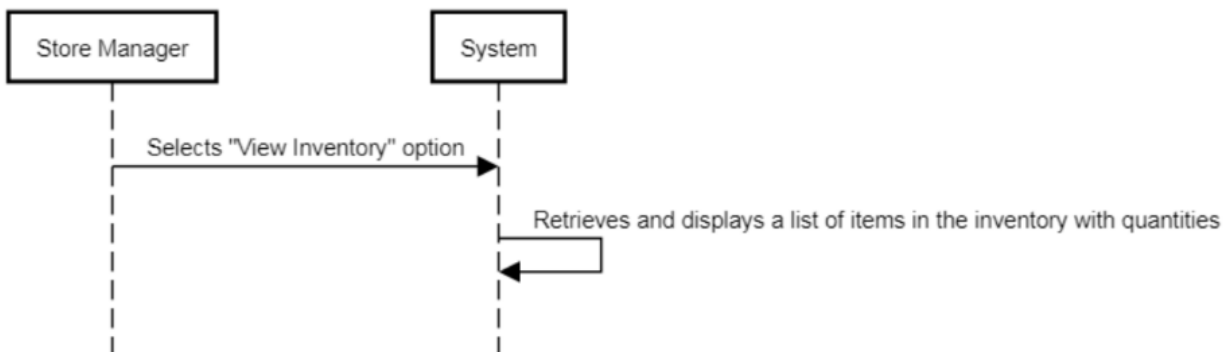 Store Manager
System
Selects "View Inventory" option
Retrieves and displays a list of items in the inventory with quantities